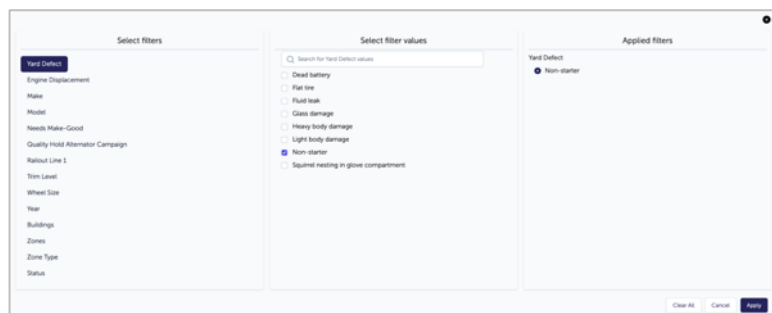 Select filters
Yard Defect
Engine Displacement
Make
Model
Needs Make-Good
Quality Hold Alternator Campaign
Railout Line 1
Trim Level
Wheel Size
Year
Buildings
Zones
Zone Type
Status
Select filter values
Search for Yard Defect values
Dead battery
Flat tire
Fluid leak
Glass damage
Heavy body damage
Light body damage
Non-starter
Squirrel nesting in glove compartment
Applied filters
Yard Defect
Non-starter
Clear All
Cancel
Apply